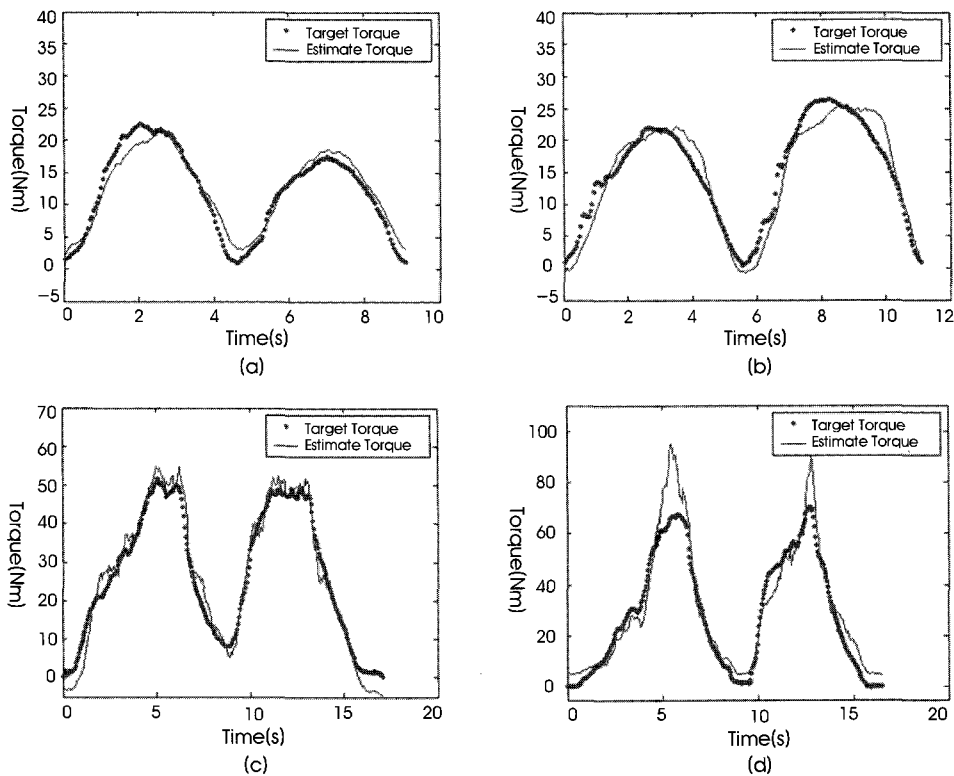 40
35
30
25
20
15
10
5
0
−5
Torque(Nm)
Target Torque
Estimate Torque
0 2 4 6 8 10
Time(s)
(a)
40
35
30
25
20
15
10
5
0
−5
Torque(Nm)
Target Torque
Estimate Torque
0 2 4 6 8 10 12
Time(s)
(b)
70
60
50
40
30
20
10
0
Torque(Nm)
Target Torque
Estimate Torque
0 5 10 15 20
Time(s)
(c)
100
80
60
40
20
0
Torque(Nm)
Target Torque
Estimate Torque
0 5 10 15 20
Time(s)
(d)